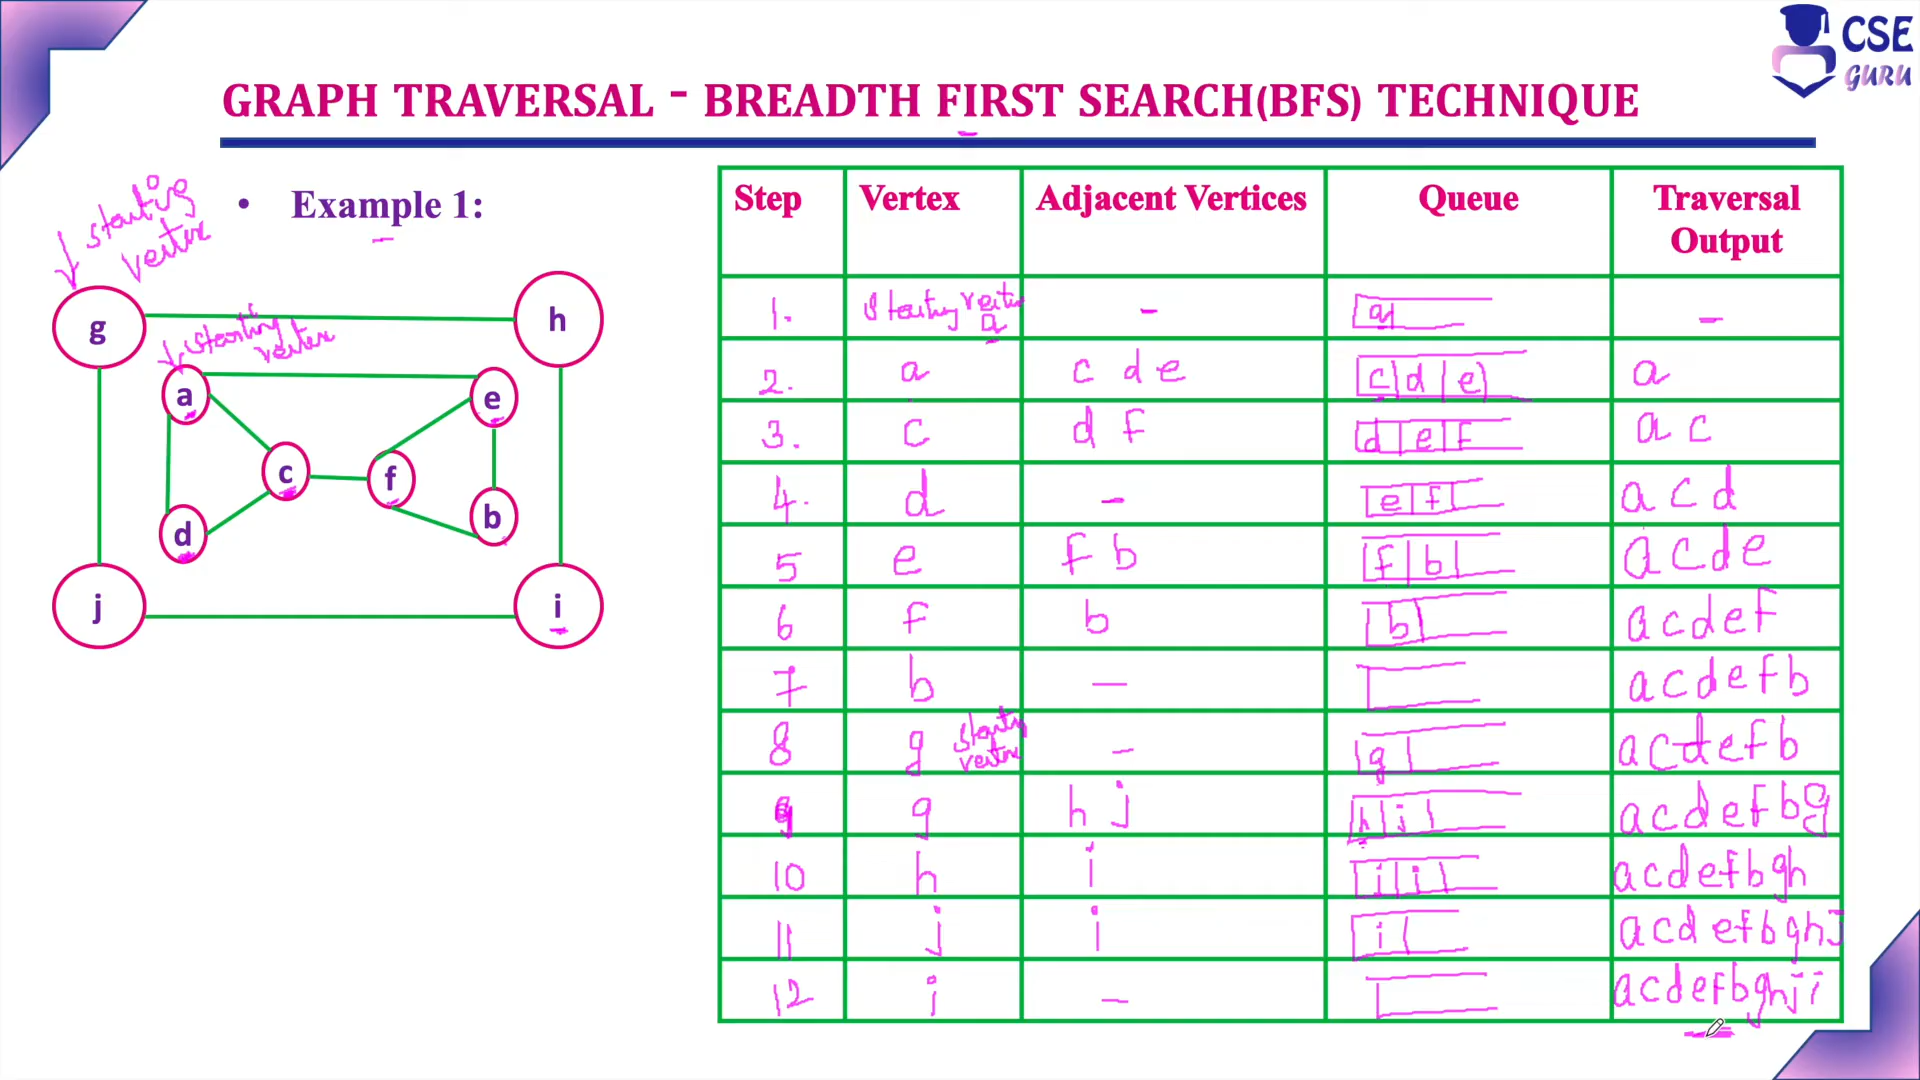 CSE
GURU
GRAPH TRAVERSAL - BREADTH FIRST SEARCH(BFS) TECHNIQUE
starting
vertex
• Example 1:
g
h
starting
vertex
a
e
c
f
b
d
j
i
Step Vertex Adjacent Vertices Queue Traversal Output
1. Starting vertex a - a -
2. a c d e c d e a
3. c d f d e f a c
4. d - e f a c d
5 e f b f b a c d e
6 f b b a c d e f
7 b - a c d e f b
8 g starting vertex - g a c d e f b
9 g h j h j a c d e f b g
10 h i j i a c d e f b g h
11 j i i a c d e f b g h j
12 i - a c d e f b g h j i